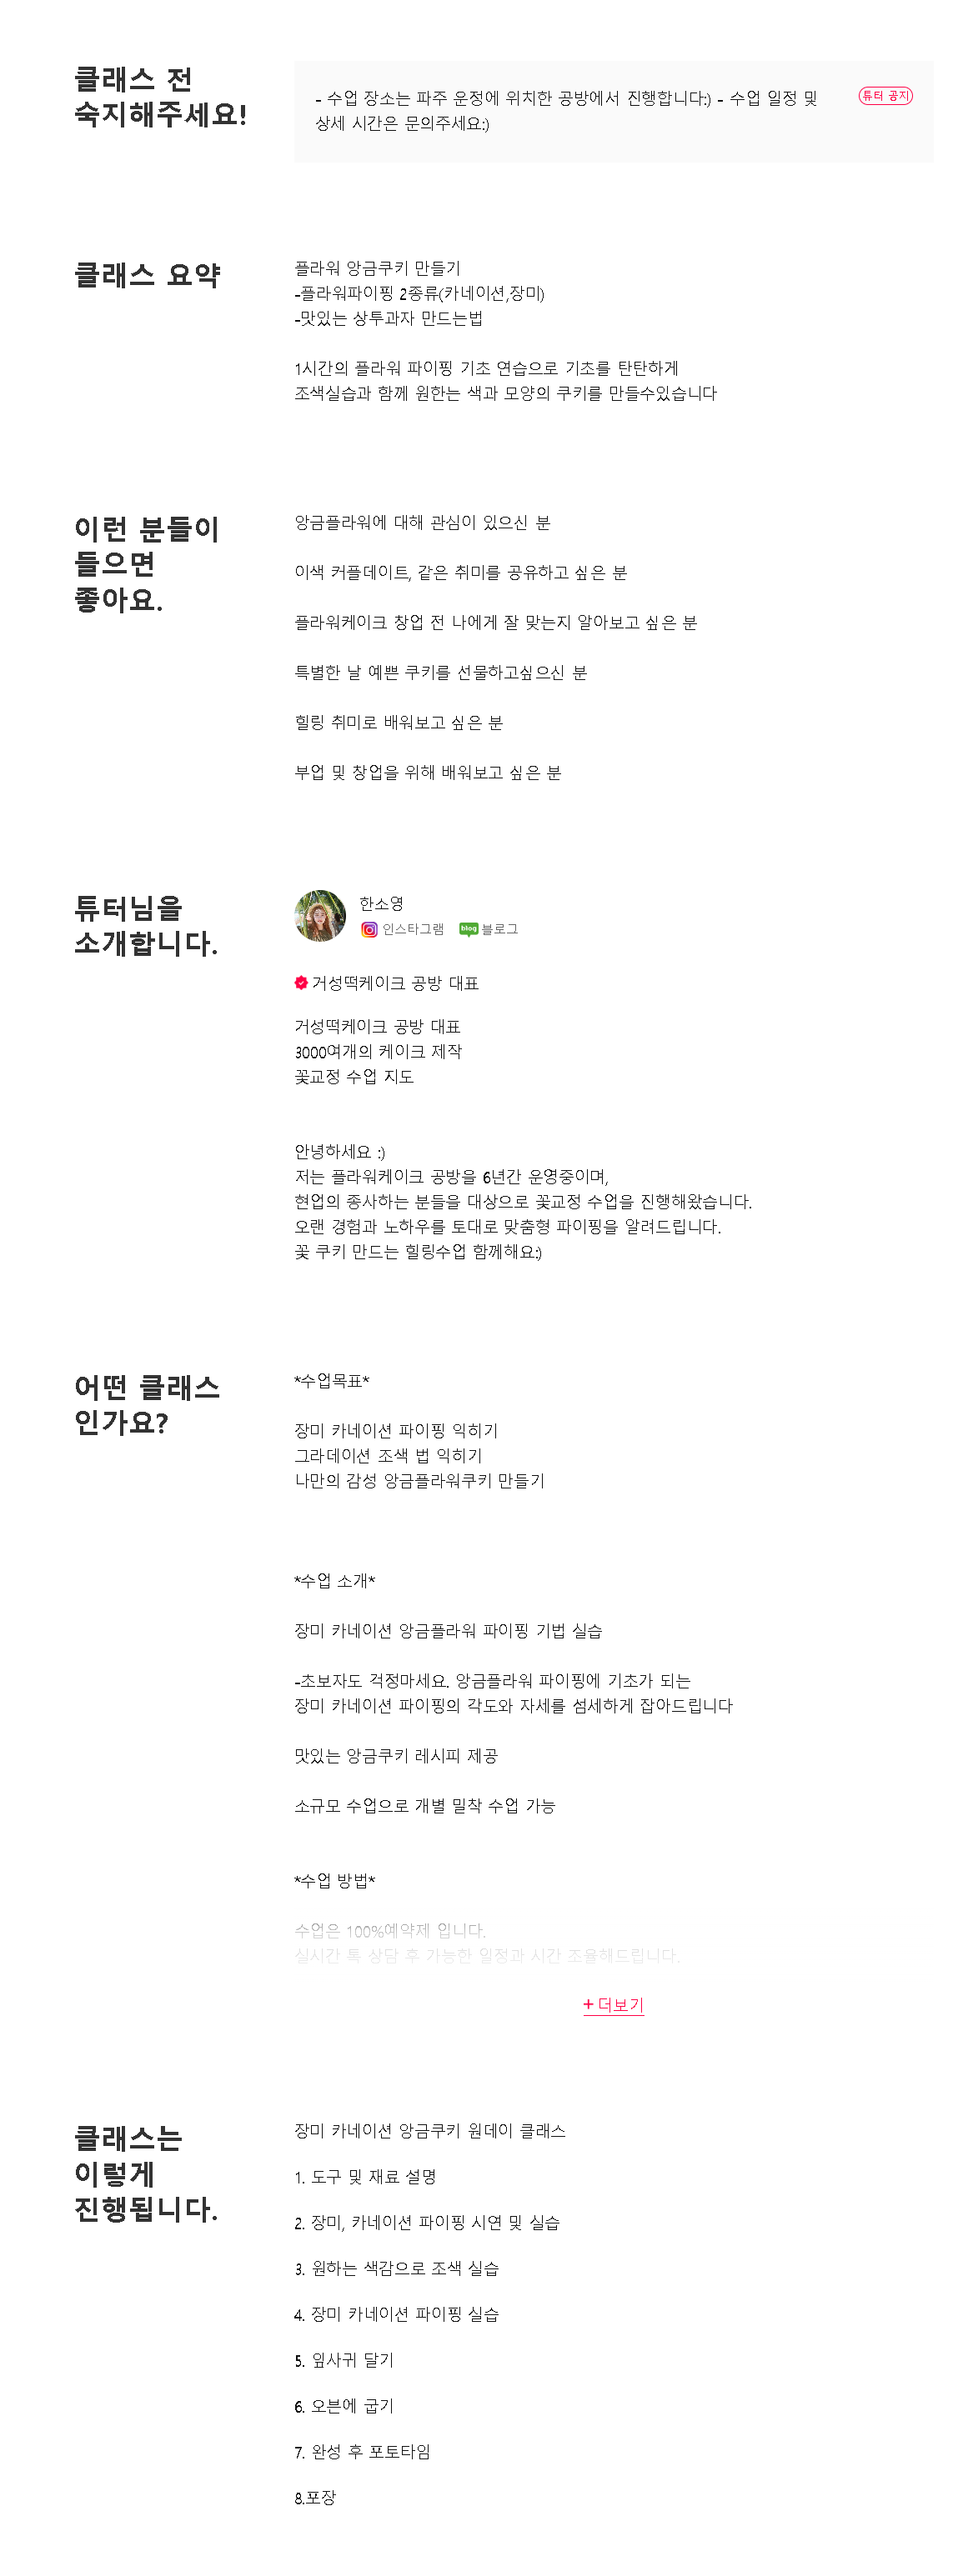 클래스 전
숙지해주세요!
- 수업 장소는 파주 운정에 위치한 공방에서 진행합니다:) - 수업 일정 및
상세 시간은 문의주세요:)
튜터 공지
클래스 요약
플라워 앙금쿠키 만들기
-플라워파이핑 2종류(카네이션,장미)
-맛있는 상투과자 만드는법
1시간의 플라워 파이핑 기초 연습으로 기초를 탄탄하게
조색실습과 함께 원한는 색과 모양의 쿠키를 만들수있습니다
이런 분들이
들으면
좋아요.
앙금플라워에 대해 관심이 있으신 분
이색 커플데이트, 같은 취미를 공유하고 싶은 분
플라워케이크 창업 전 나에게 잘 맞는지 알아보고 싶은 분
특별한 날 예쁜 쿠키를 선물하고싶으신 분
힐링 취미로 배워보고 싶은 분
부업 및 창업을 위해 배워보고 싶은 분
튜터님을
소개합니다.
한소영
인스타그램
blog 블로그
거성떡케이크 공방 대표
거성떡케이크 공방 대표
3000여개의 케이크 제작
꽃교정 수업 지도
안녕하세요 :)
저는 플라워케이크 공방을 6년간 운영중이며,
현업의 종사하는 분들을 대상으로 꽃교정 수업을 진행해왔습니다.
오랜 경험과 노하우를 토대로 맞춤형 파이핑을 알려드립니다.
꽃 쿠키 만드는 힐링수업 함께해요:)
어떤 클래스
인가요?
*수업목표*
장미 카네이션 파이핑 익히기
그라데이션 조색 법 익히기
나만의 감성 앙금플라워쿠키 만들기
*수업 소개*
장미 카네이션 앙금플라워 파이핑 기법 실습
-초보자도 걱정마세요. 앙금플라워 파이핑에 기초가 되는
장미 카네이션 파이핑의 각도와 자세를 섬세하게 잡아드립니다
맛있는 앙금쿠키 레시피 제공
소규모 수업으로 개별 밀착 수업 가능
*수업 방법*
수업은 100%예약제 입니다.
실시간 톡 상담 후 가능한 일정과 시간 조율해드립니다.
+ 더보기
클래스는
이렇게
진행됩니다.
장미 카네이션 앙금쿠키 원데이 클래스
1. 도구 및 재료 설명
2. 장미, 카네이션 파이핑 시연 및 실습
3. 원하는 색감으로 조색 실습
4. 장미 카네이션 파이핑 실습
5. 잎사귀 달기
6. 오븐에 굽기
7. 완성 후 포토타임
8.포장